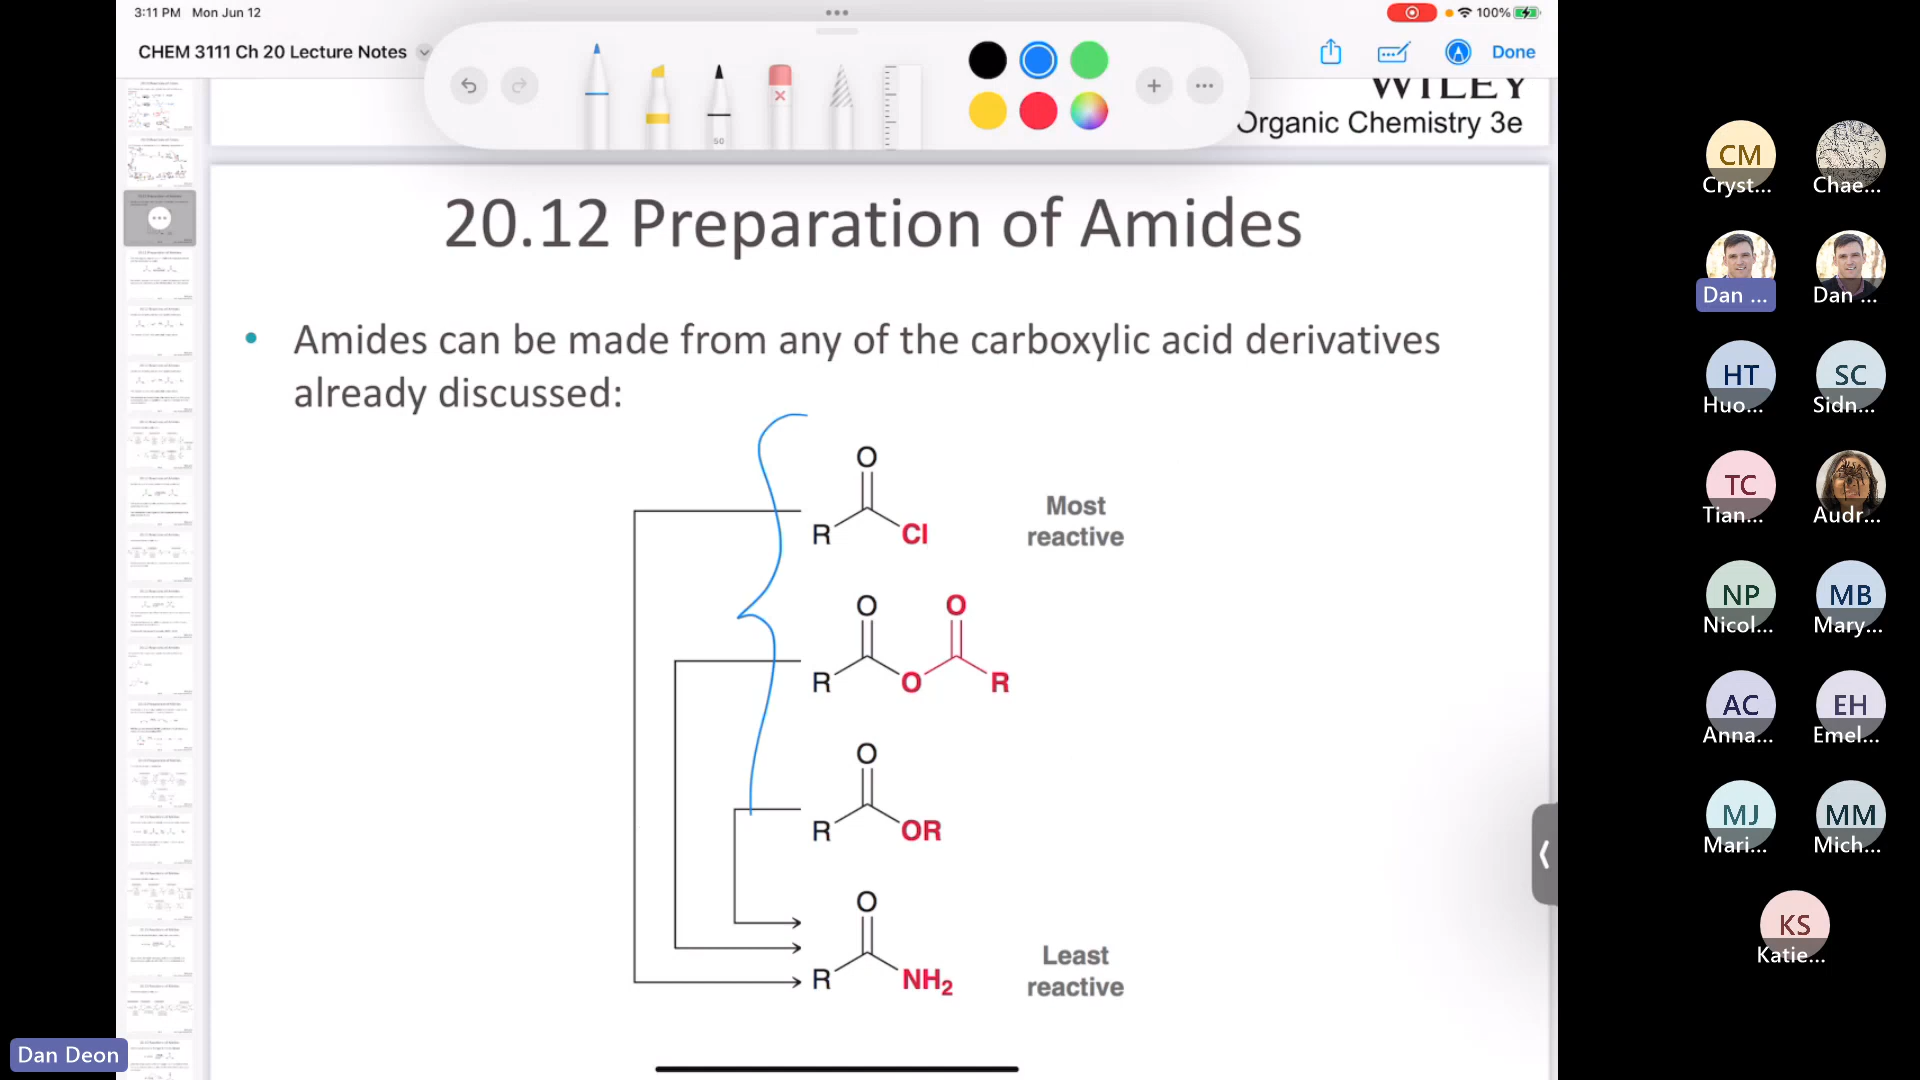 3:11 PM Mon Jun 12
100%
CHEM 3111 Ch 20 Lecture Notes
Done
50
WILEY
Organic Chemistry 3e
20.12 Preparation of Amides
• Amides can be made from any of the carboxylic acid derivatives
already discussed:
O
R Cl
Most
reactive
O O
R O R
O
R OR
O
R NH₂
Least
reactive
CM
Cryst...
Chae...
Dan ...
Dan ...
HT
Huo...
SC
Sidn...
TC
Tian...
Audr...
NP
Nicol...
MB
Mary...
AC
Anna...
EH
Emel...
MJ
Mari...
MM
Mich...
KS
Katie...
Dan Deon